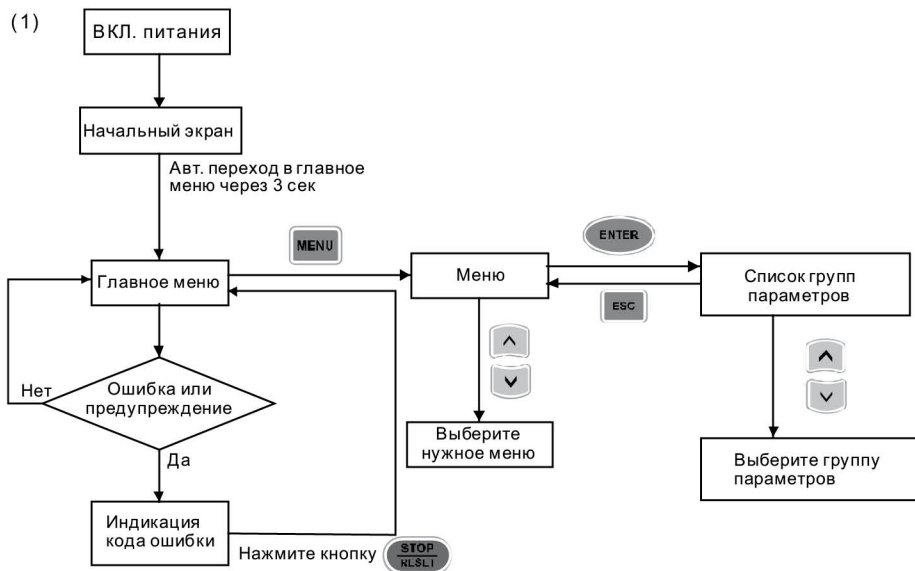 (1)
ВКЛ. питания
Начальный экран
Авт. переход в главное
меню через 3 сек
MENU
ENTER
Главное меню
Меню
Список групп
параметров
ESC
Нет
Ошибка или
предупреждение
Да
Выберите
нужное меню
Выберите группу
параметров
Индикация
кода ошибки
Нажмите кнопку
STOP